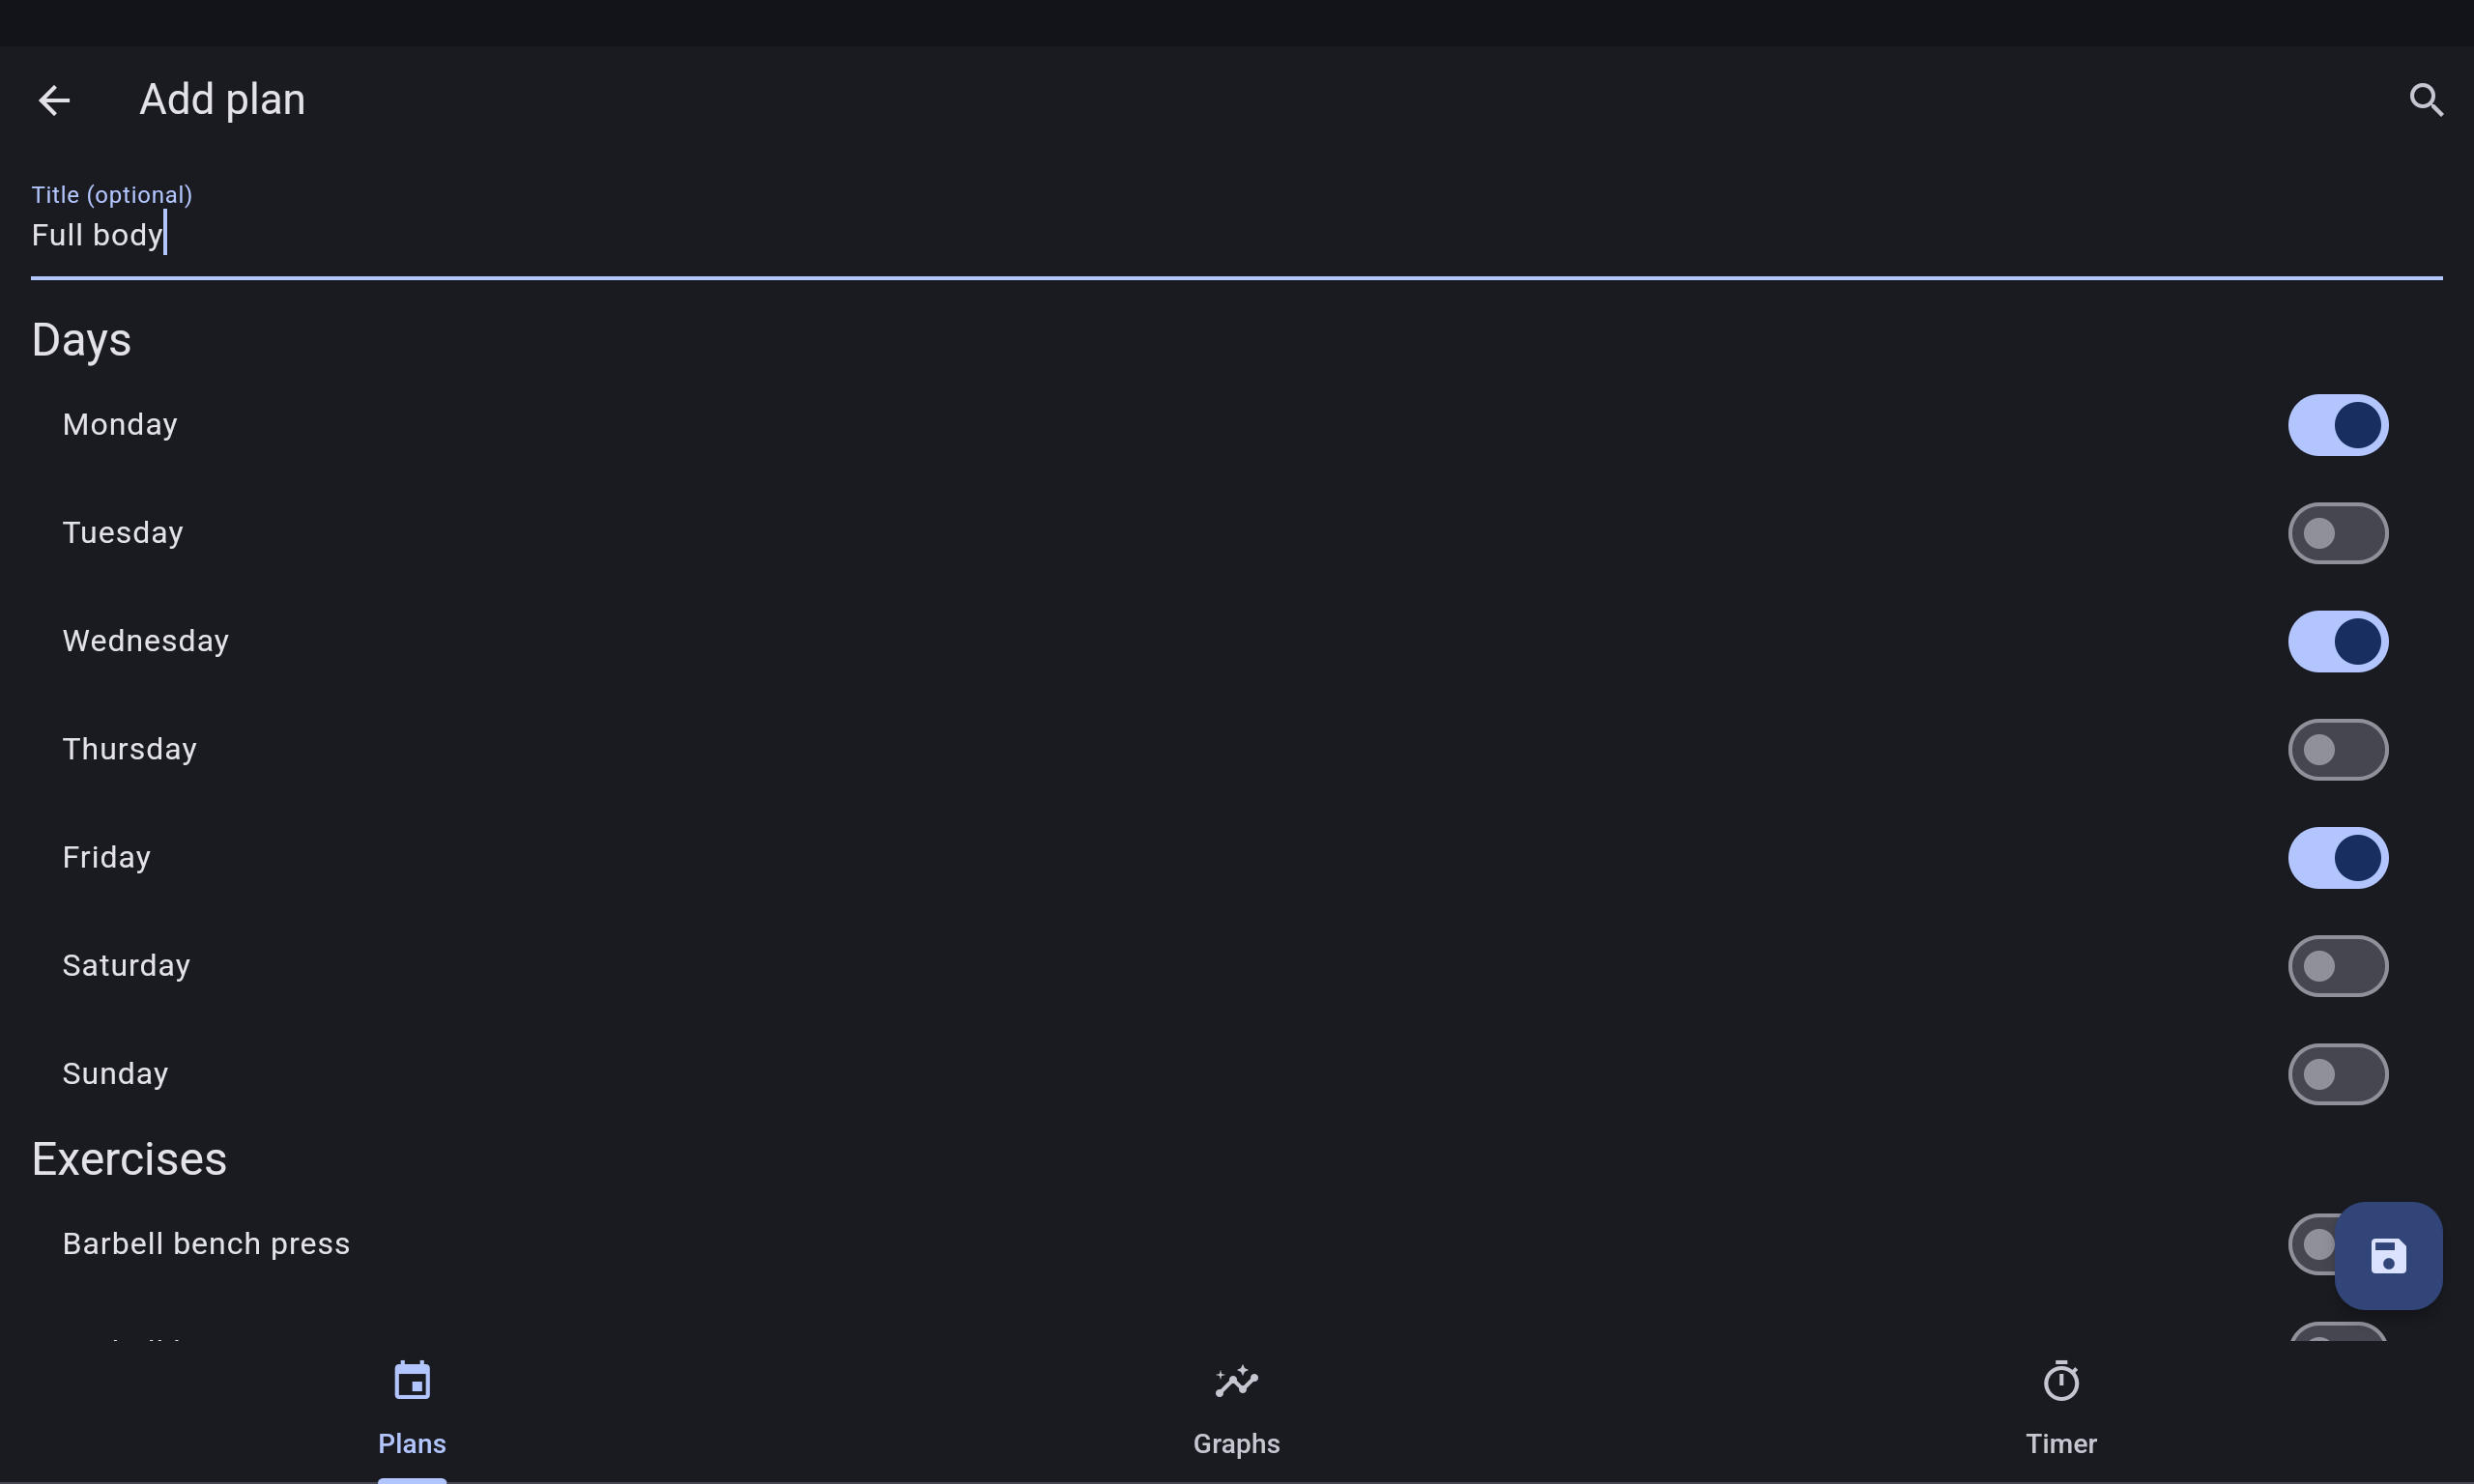 Add plan
Title (optional)
Full body
Days
Monday
Tuesday
Wednesday
Thursday
Friday
Saturday
Sunday
Exercises
Barbell bench press
Plans
Graphs
Timer